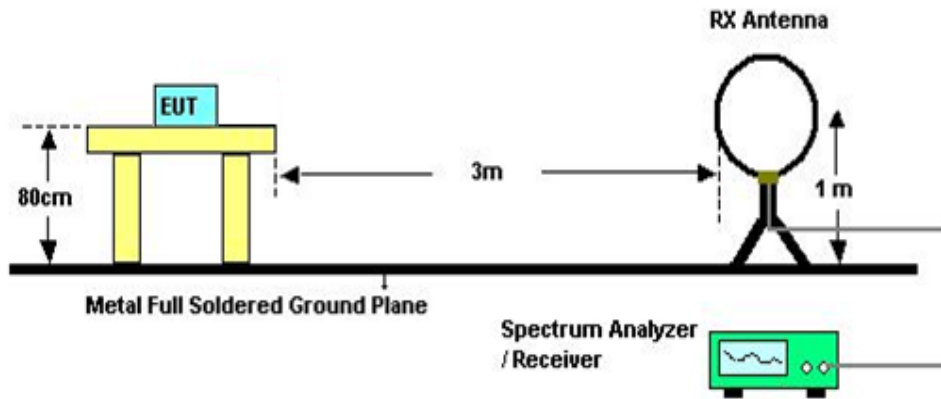 RX Antenna
EUT
80cm
3m
1 m
Metal Full Soldered Ground Plane
Spectrum Analyzer
/ Receiver